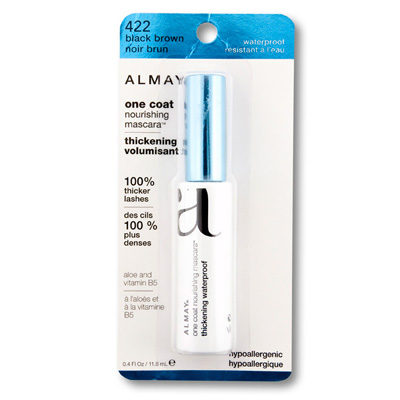 422
black brown
noir brun
waterproof
résistant à l'eau
ALMAY
one coat
nourishing
mascara™
thickening
volumisant
100%
thicker
lashes
des cils
100 %
plus
denses
aloe and
vitamin B5
à l'aloès et
à la vitamine
B5
0.4 Fl Oz / 11.8 mL e
hypoallergenic
hypoallergique
a
ALMAY.
one coat nourishing mascara™
thickening waterproof